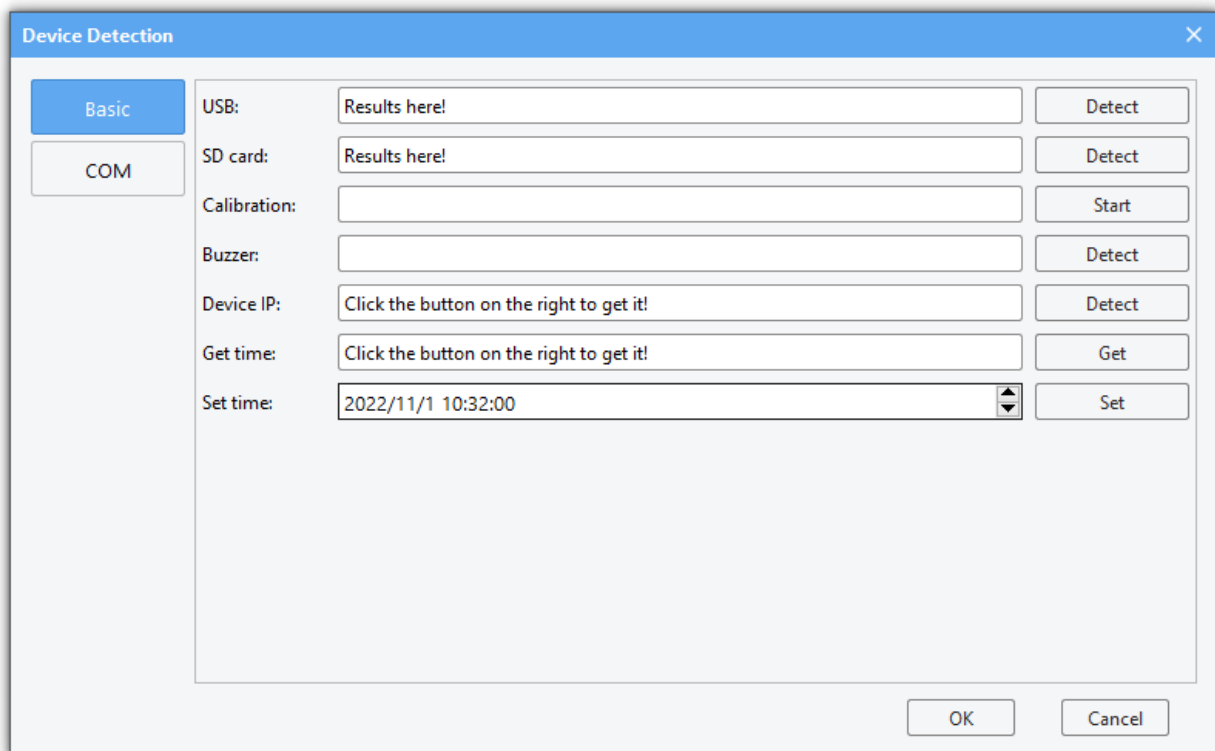 Device Detection
Basic
COM
USB: Results here! Detect
SD card: Results here! Detect
Calibration: Start
Buzzer: Detect
Device IP: Click the button on the right to get it! Detect
Get time: Click the button on the right to get it! Get
Set time: 2022/11/1 10:32:00 Set
OK Cancel